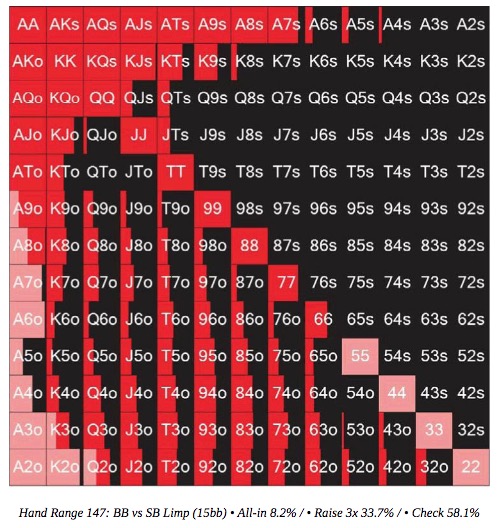 AA AKs AQs AJs ATs A9s A8s A7s A6s A5s A4s A3s A2s
AKo KK KQs KJs KTs K9s K8s K7s K6s K5s K4s K3s K2s
AQo KQo QQ QJs QTs Q9s Q8s Q7s Q6s Q5s Q4s Q3s Q2s
AJo KJo QJo JJ JTs J9s J8s J7s J6s J5s J4s J3s J2s
ATo KTo QTo JTo TT T9s T8s T7s T6s T5s T4s T3s T2s
A9o K9o Q9o J9o T9o 99 98s 97s 96s 95s 94s 93s 92s
A8o K8o Q8o J8o T8o 98o 88 87s 86s 85s 84s 83s 82s
A7o K7o Q7o J7o T7o 97o 87o 77 76s 75s 74s 73s 72s
A6o K6o Q6o J6o T6o 96o 86o 76o 66 65s 64s 63s 62s
A5o K5o Q5o J5o T5o 95o 85o 75o 65o 55 54s 53s 52s
A4o K4o Q4o J4o T4o 94o 84o 74o 64o 54o 44 43s 42s
A3o K3o Q3o J3o T3o 93o 83o 73o 63o 53o 43o 33 32s
A2o K2o Q2o J2o T2o 92o 82o 72o 62o 52o 42o 32o 22
Hand Range 147: BB vs SB Limp (15bb) • All-in 8.2% / • Raise 3x 33.7% / • Check 58.1%